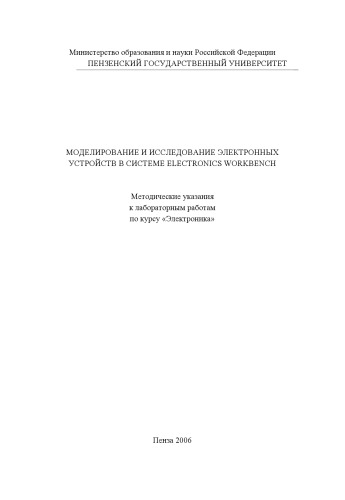 Министерство образования и науки Российской Федерации
ПЕНЗЕНСКИЙ ГОСУДАРСТВЕННЫЙ УНИВЕРСИТЕТ
МОДЕЛИРОВАНИЕ И ИССЛЕДОВАНИЕ ЭЛЕКТРОННЫХ
УСТРОЙСТВ В СИСТЕМЕ ELECTRONICS WORKBENCH
Методические указания
к лабораторным работам
по курсу «Электроника»
Пенза 2006